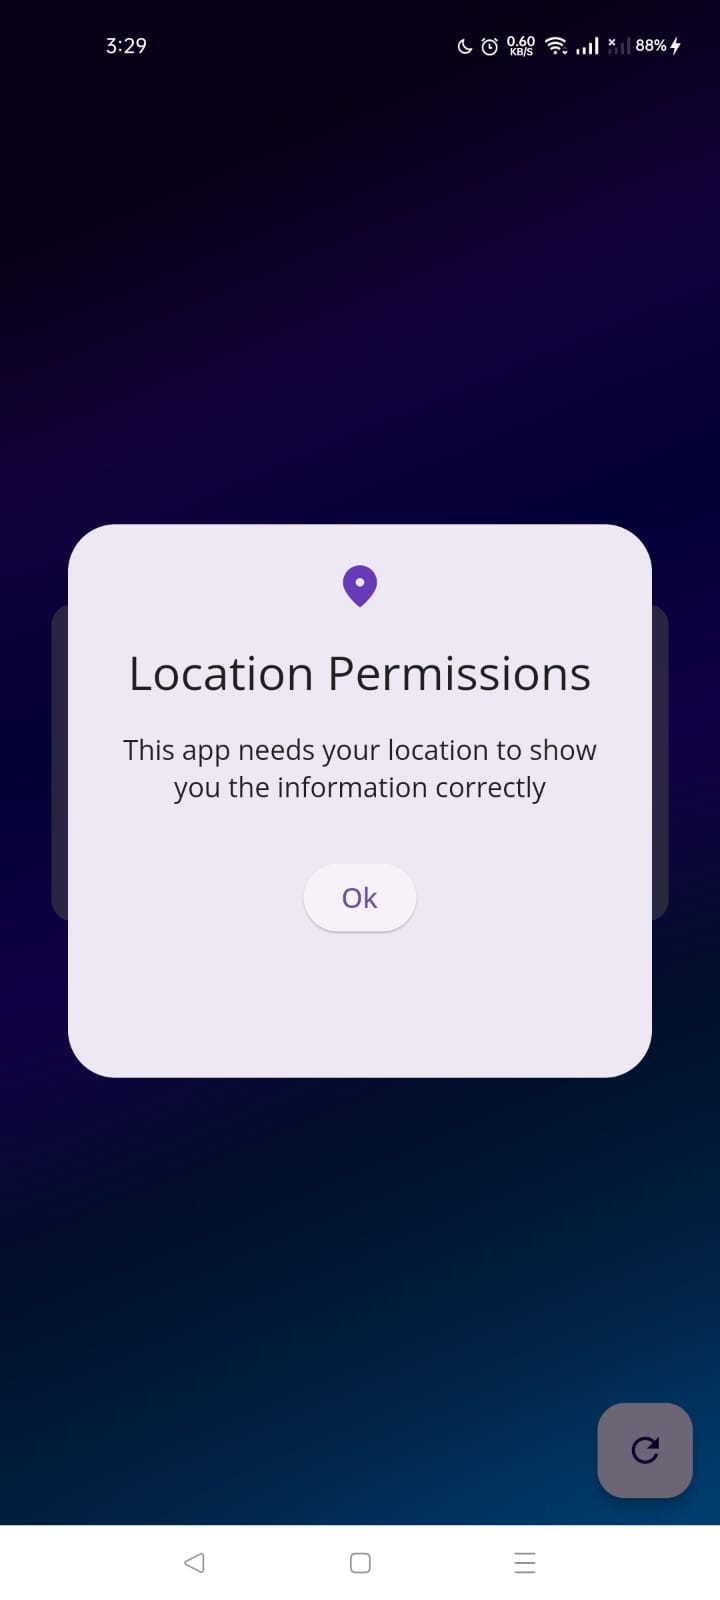 3:29
0.60
KB/S
88%
Location Permissions
This app needs your location to show
you the information correctly
Ok